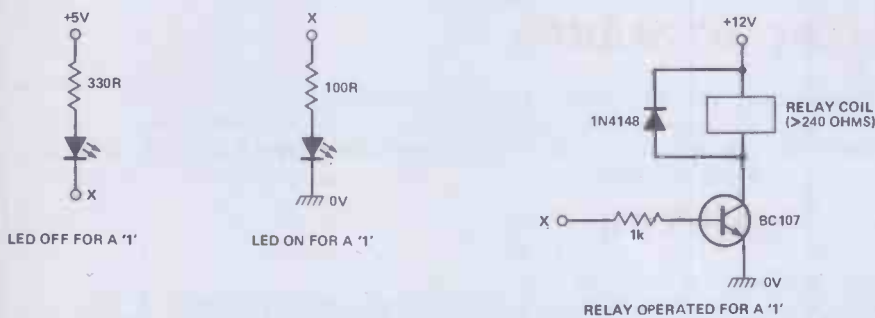 +5V
330R
X
LED OFF FOR A '1'
X
100R
0V
LED ON FOR A '1'
+12V
1N4148
RELAY COIL
(>240 OHMS)
X
1k
BC107
0V
RELAY OPERATED FOR A '1'